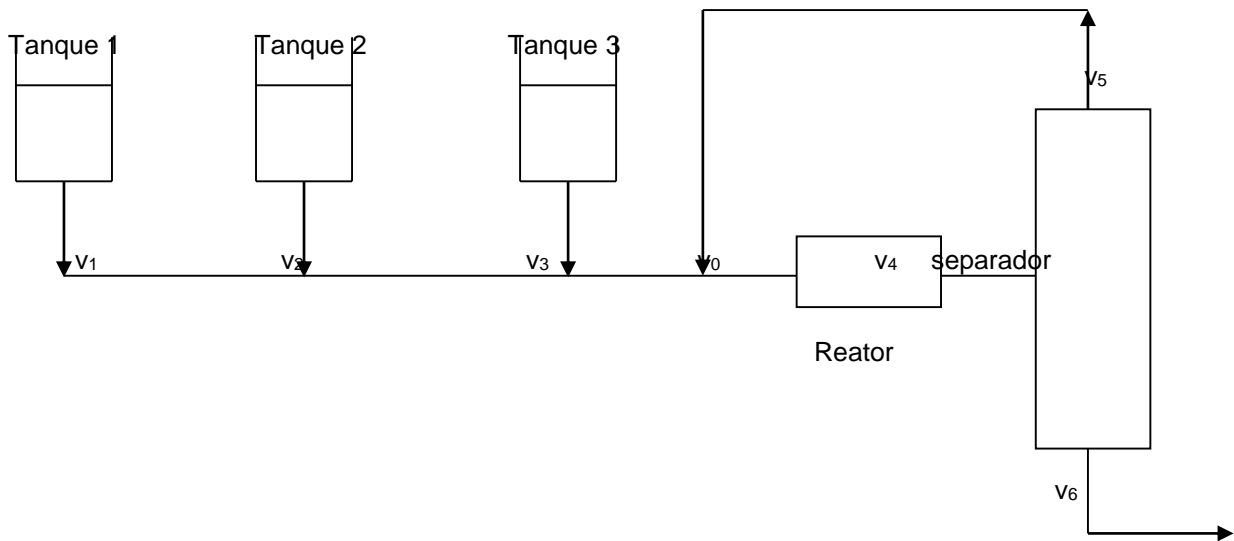 Tanque 1 Tanque 2 Tanque 3
v5
v1 v2 v3 v0 v4 separador
Reator
v6